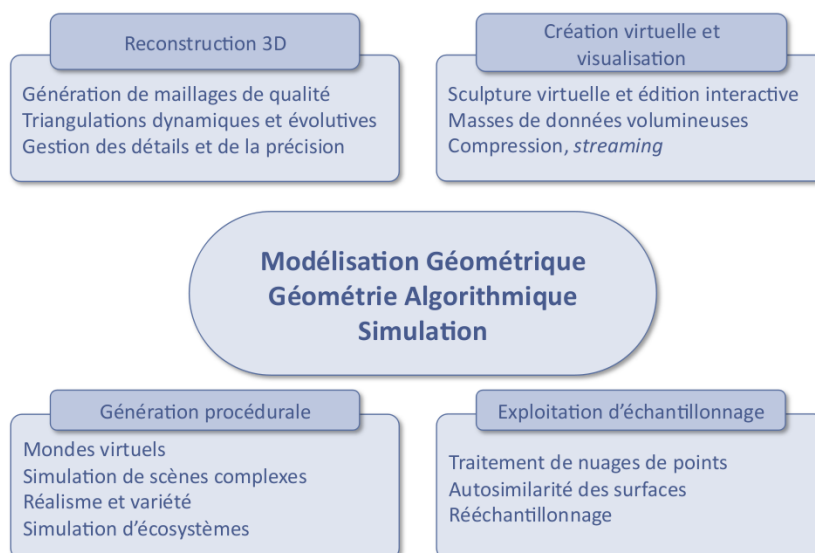 Reconstruction 3D
Génération de maillages de qualité
Triangulations dynamiques et évolutives
Gestion des détails et de la précision
Création virtuelle et
visualisation
Sculpture virtuelle et édition interactive
Masses de données volumineuses
Compression, streaming
Modélisation Géométrique
Géométrie Algorithmique
Simulation
Génération procédurale
Mondes virtuels
Simulation de scènes complexes
Réalisme et variété
Simulation d'écosystèmes
Exploitation d'échantillonnage
Traitement de nuages de points
Autosimilarité des surfaces
Rééchantillonnage